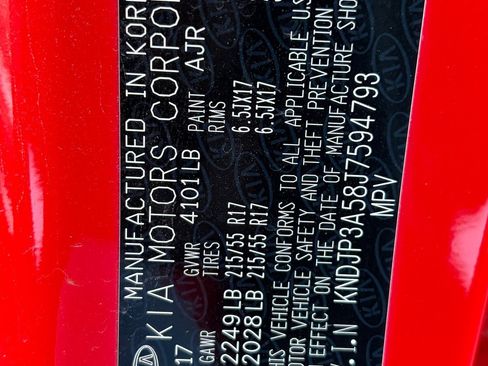 MANUFACTURED IN KORE
KIA MOTORS CORPOR
17 GVWR 4101LB PAINT AJR
GAWR TIRES RIMS
2249LB 215/55 R17 6.5JX17
2028LB 215/55 R17 6.5JX17
THIS VEHICLE CONFORMS TO ALL APPLICABLE U.S
MOTOR VEHICLE SAFETY AND THEFT PREVENTION
IN EFFECT ON THE DATE OF MANUFACTURE SHO
V.I.N KNDJP3A58J7594793
MPV